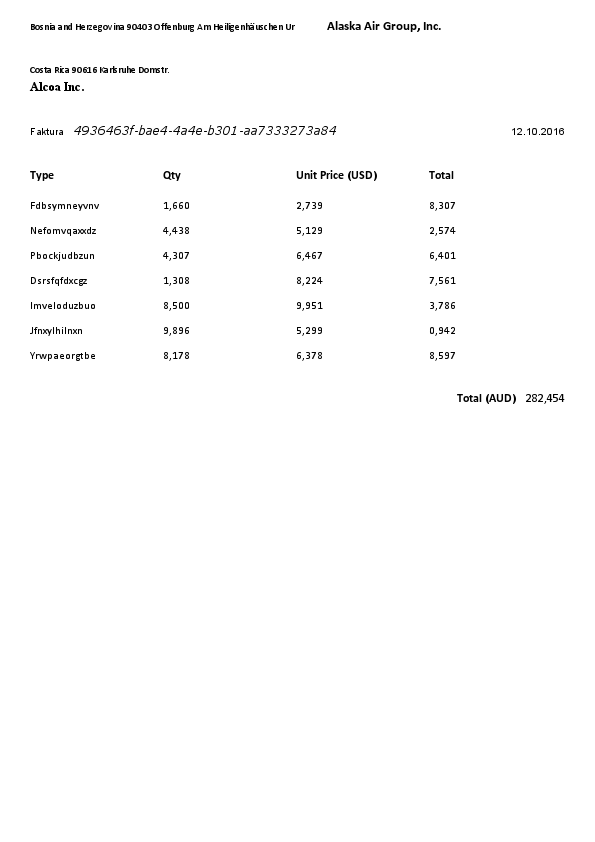 Bosnia and Herzegovina 90403 Offenburg Am Heiligenhäuschen Ur Alaska Air Group, Inc.
Costa Rica 90616 Karlsruhe Domstr.
Alcoa Inc.
Faktura 4936463f-bae4-4a4e-b301-aa7333273a84 12.10.2016
Type Qty Unit Price (USD) Total
Fdbsymneyvnv 1,660 2,739 8,307
Nefomvqaxxdz 4,438 5,129 2,574
Pbockjudbzun 4,307 6,467 6,401
Dsrsfqfdxcgz 1,308 8,224 7,561
Imveloduzbuo 8,500 9,951 3,786
Jfnxylhilnxn 9,896 5,299 0,942
Yrwpaeorgtbe 8,178 6,378 8,597
Total (AUD) 282,454